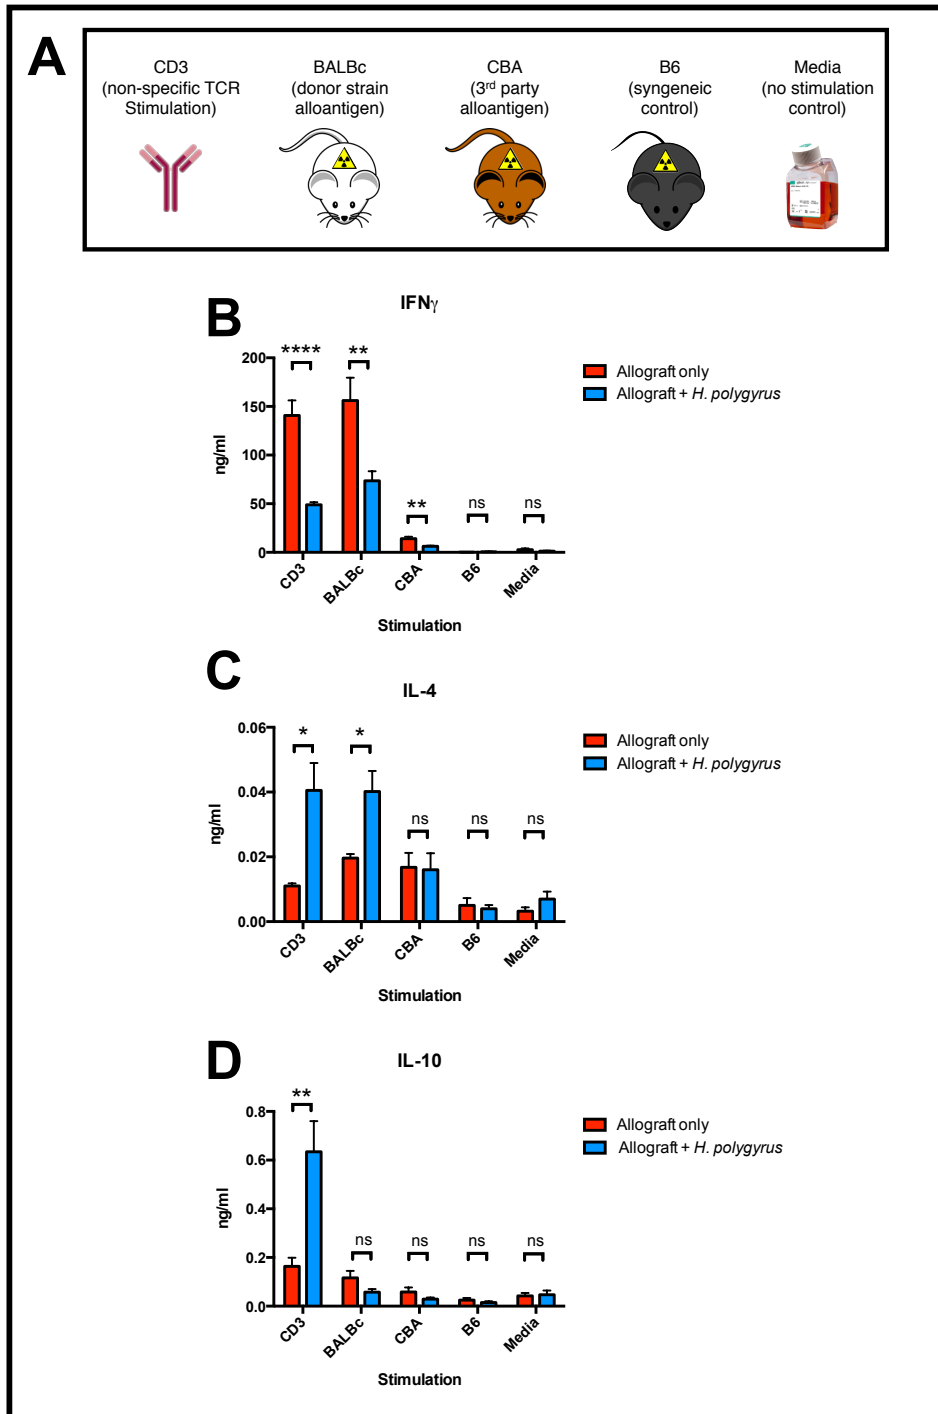 A
CD3
(non-specific TCR
Stimulation)
BALBc
(donor strain
alloantigen)
CBA
(3rd party
alloantigen)
B6
(syngeneic
control)
Media
(no stimulation
control)
B
IFNγ
****
**
**
ns
ns
200
150
100
50
0
ng/ml
CD3
BALBc
CBA
B6
Media
Stimulation
Allograft only
Allograft + H. polygyrus
C
IL-4
*
*
ns
ns
ns
0.06
0.04
0.02
0.00
ng/ml
CD3
BALBc
CBA
B6
Media
Stimulation
Allograft only
Allograft + H. polygyrus
D
IL-10
**
ns
ns
ns
ns
0.8
0.6
0.4
0.2
0.0
ng/ml
CD3
BALBc
CBA
B6
Media
Stimulation
Allograft only
Allograft + H. polygyrus